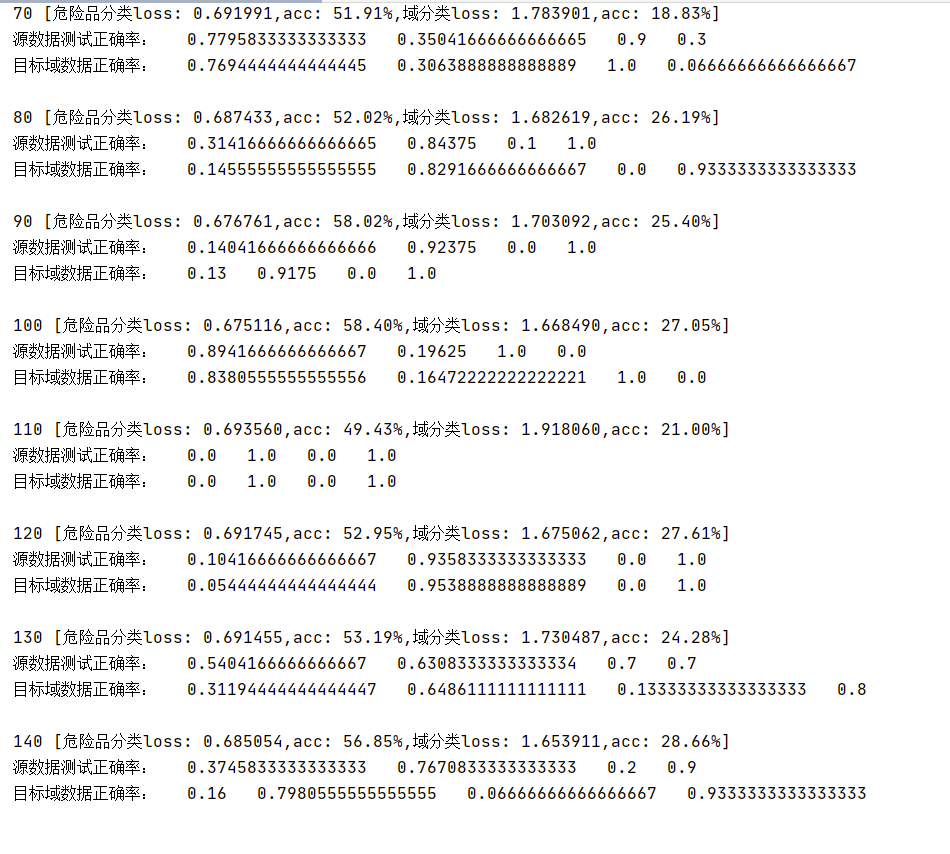 70 [危险品分类loss: 0.691991,acc: 51.91%,域分类loss: 1.783901,acc: 18.83%]
源数据测试正确率： 0.7795833333333333 0.35041666666666665 0.9 0.3
目标域数据正确率： 0.7694444444444445 0.3063888888888889 1.0 0.06666666666666667
80 [危险品分类loss: 0.687433,acc: 52.02%,域分类loss: 1.682619,acc: 26.19%]
源数据测试正确率： 0.31416666666666665 0.84375 0.1 1.0
目标域数据正确率： 0.14555555555555555 0.8291666666666667 0.0 0.9333333333333333
90 [危险品分类loss: 0.676761,acc: 58.02%,域分类loss: 1.703092,acc: 25.40%]
源数据测试正确率： 0.14041666666666666 0.92375 0.0 1.0
目标域数据正确率： 0.13 0.9175 0.0 1.0
100 [危险品分类loss: 0.675116,acc: 58.40%,域分类loss: 1.668490,acc: 27.05%]
源数据测试正确率： 0.8941666666666667 0.19625 1.0 0.0
目标域数据正确率： 0.8380555555555556 0.16472222222222221 1.0 0.0
110 [危险品分类loss: 0.693560,acc: 49.43%,域分类loss: 1.918060,acc: 21.00%]
源数据测试正确率： 0.0 1.0 0.0 1.0
目标域数据正确率： 0.0 1.0 0.0 1.0
120 [危险品分类loss: 0.691745,acc: 52.95%,域分类loss: 1.675062,acc: 27.61%]
源数据测试正确率： 0.10416666666666667 0.9358333333333333 0.0 1.0
目标域数据正确率： 0.05444444444444444 0.9538888888888889 0.0 1.0
130 [危险品分类loss: 0.691455,acc: 53.19%,域分类loss: 1.730487,acc: 24.28%]
源数据测试正确率： 0.5404166666666667 0.6308333333333334 0.7 0.7
目标域数据正确率： 0.31194444444444447 0.6486111111111111 0.13333333333333333 0.8
140 [危险品分类loss: 0.685054,acc: 56.85%,域分类loss: 1.653911,acc: 28.66%]
源数据测试正确率： 0.3745833333333333 0.7670833333333333 0.2 0.9
目标域数据正确率： 0.16 0.7980555555555555 0.06666666666666667 0.9333333333333333